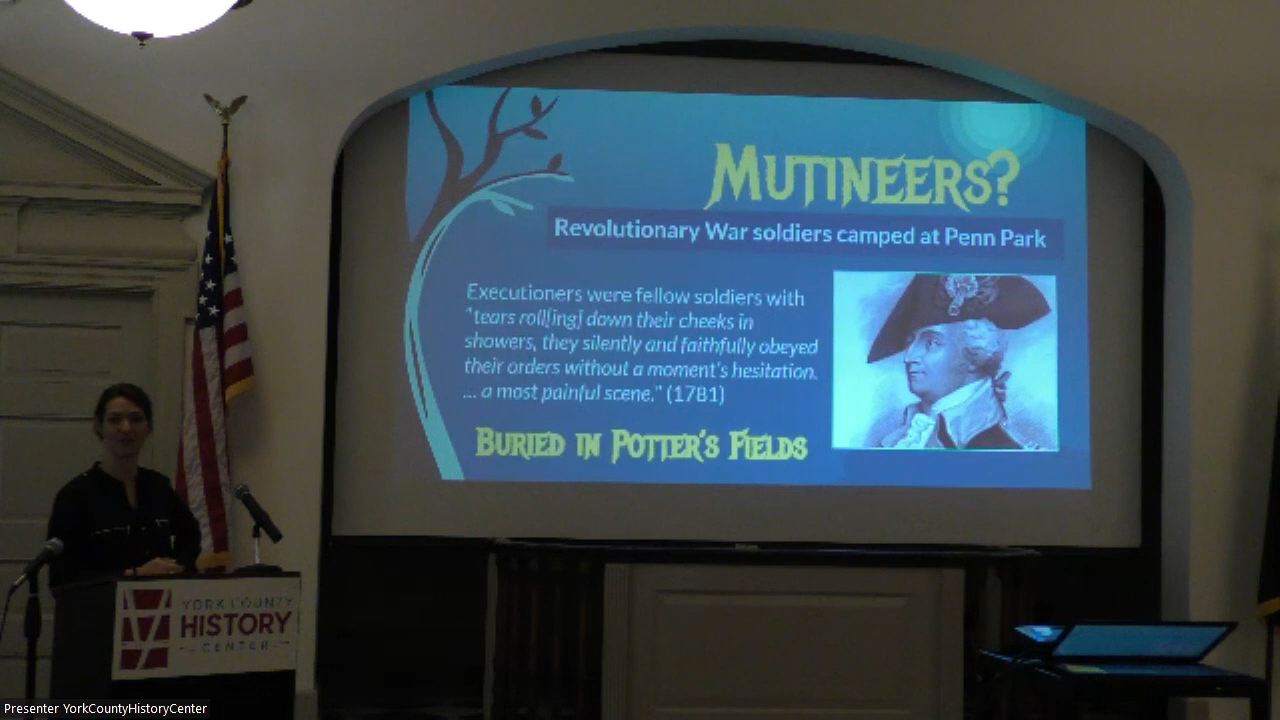 MUTINEERS?
Revolutionary War soldiers camped at Penn Park
Executioners were fellow soldiers with
"tears roll[ing] down their cheeks in
showers, they silently and faithfully obeyed
their orders without a moment's hesitation.
... a most painful scene." (1781)
BURIED IN POTTER'S FIELDS
YORK COUNTY
HISTORY
CENTER
Presenter YorkCountyHistoryCenter